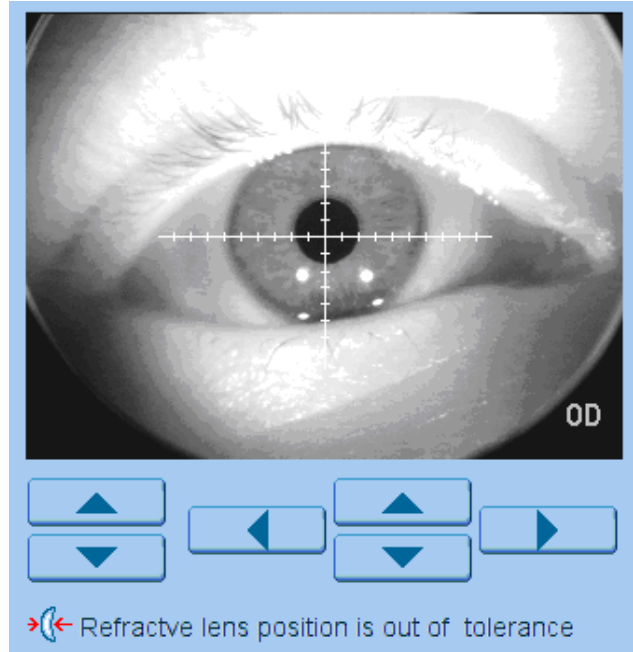 OD
Refractve lens position is out of tolerance